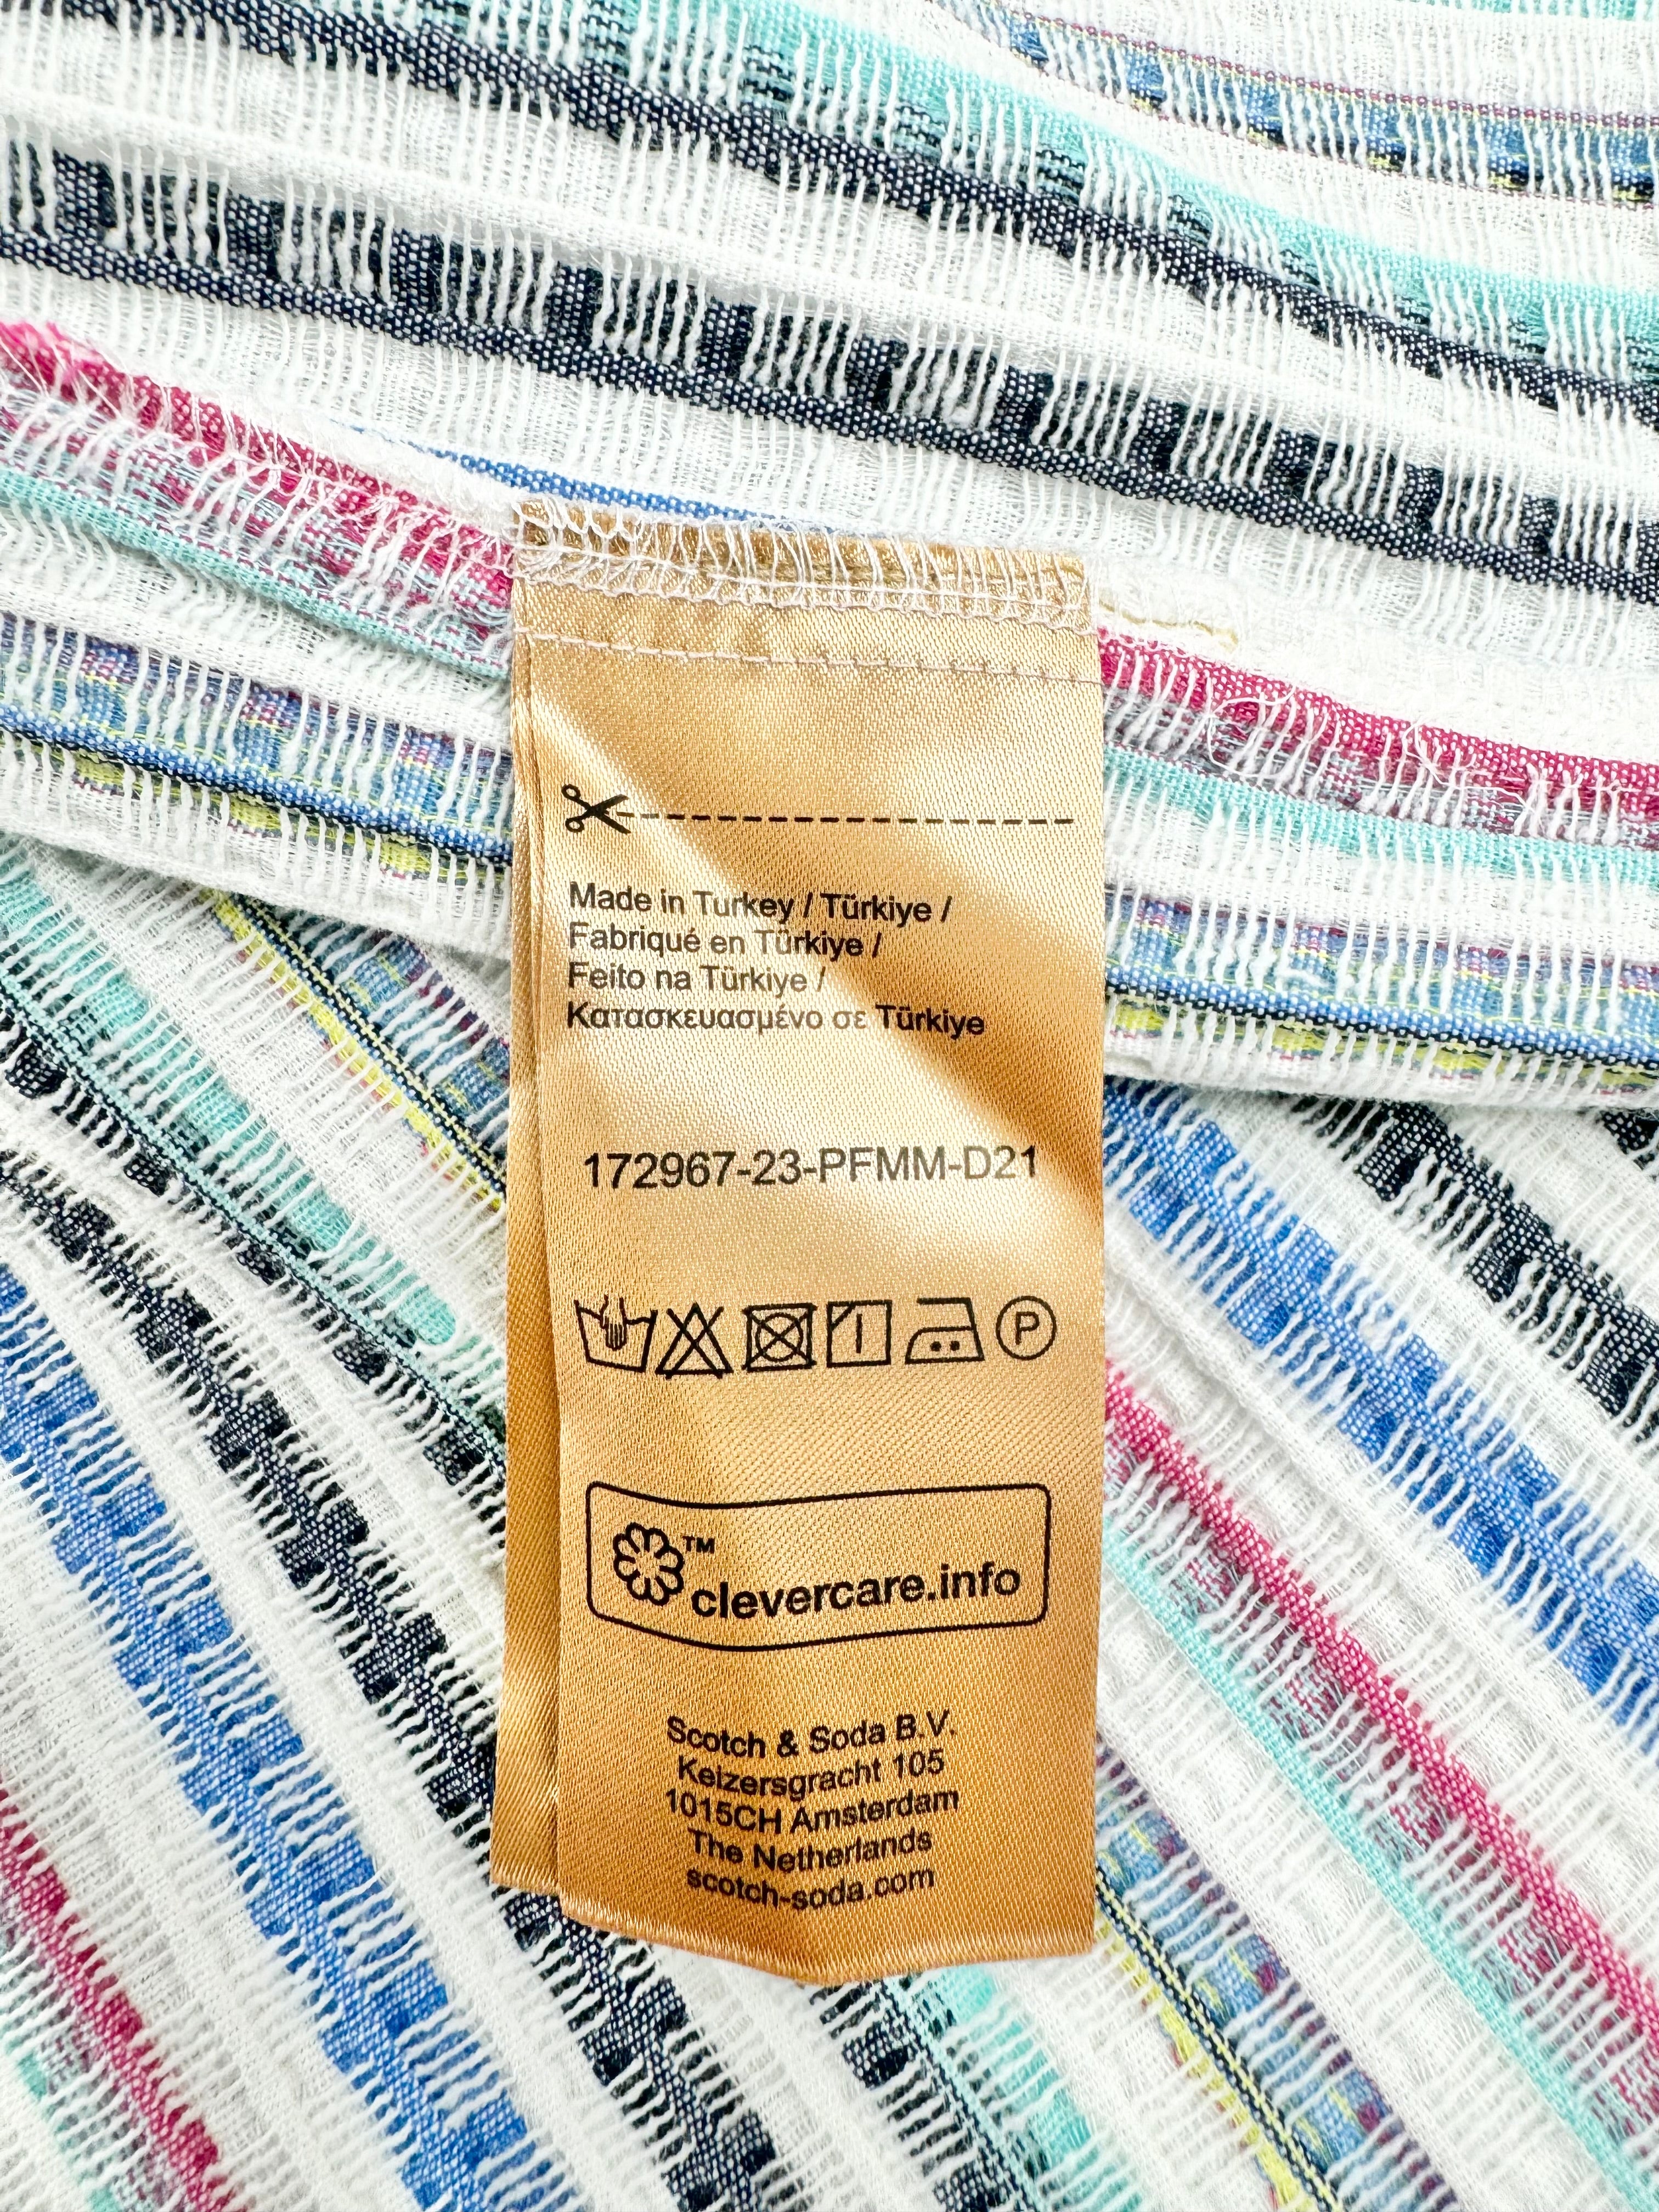 Made in Turkey / Türkiye /
Fabriqué en Türkiye /
Feito na Türkiye /
Κατασκευασμένο σε Türkiye
172967-23-PFMM-D21
P
™
clevercare.info
Scotch & Soda B.V.
Keizersgracht 105
1015CH Amsterdam
The Netherlands
scotch-soda.com